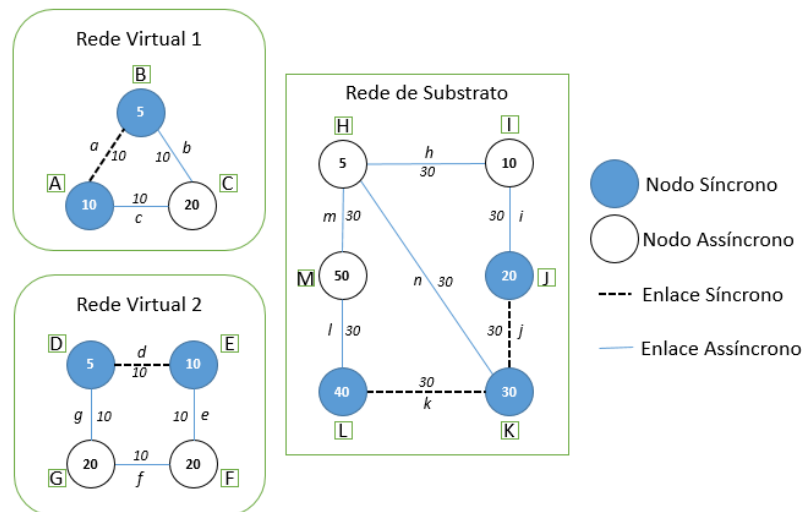 Rede Virtual 1
B
5
a
10
10
b
A
10
10
c
20
C
Rede Virtual 2
D
5
d
10
10
E
g
10
10
e
G
20
10
f
20
F
Rede de Substrato
H
5
h
30
10
I
m
30
n
30
30
i
M
50
20
J
l
30
30
j
40
30
k
30
L
K
Nodo Síncrono
Nodo Assíncrono
Enlace Síncrono
Enlace Assíncrono